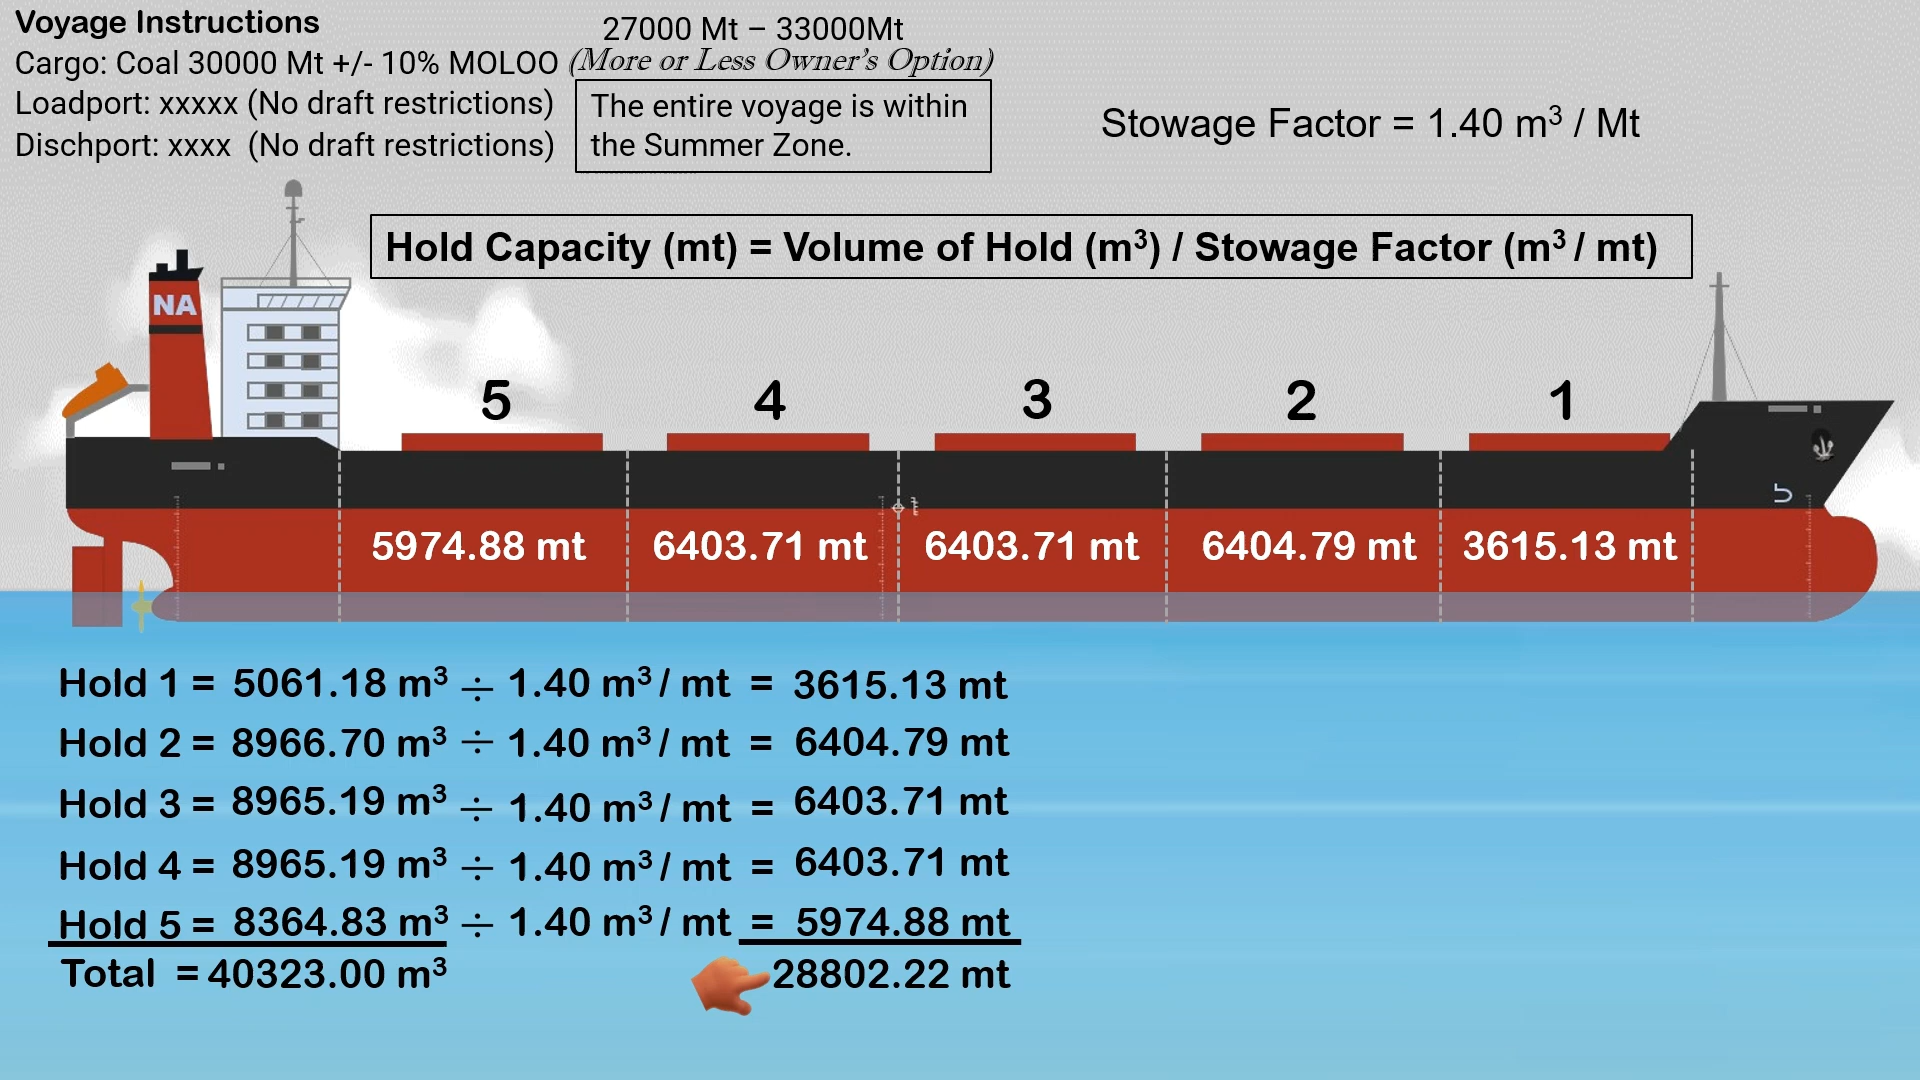 Voyage Instructions
27000 Mt – 33000Mt
Cargo: Coal 30000 Mt +/- 10% MOLOO (More or Less Owner's Option)
Loadport: xxxxx (No draft restrictions)
Dischport: xxxx (No draft restrictions)
The entire voyage is within
the Summer Zone.
Stowage Factor = 1.40 m³ / Mt
Hold Capacity (mt) = Volume of Hold (m³) / Stowage Factor (m³ / mt)
NA
5 4 3 2 1
5974.88 mt 6403.71 mt 6403.71 mt 6404.79 mt 3615.13 mt
Hold 1 = 5061.18 m³ ÷ 1.40 m³ / mt = 3615.13 mt
Hold 2 = 8966.70 m³ ÷ 1.40 m³ / mt = 6404.79 mt
Hold 3 = 8965.19 m³ ÷ 1.40 m³ / mt = 6403.71 mt
Hold 4 = 8965.19 m³ ÷ 1.40 m³ / mt = 6403.71 mt
Hold 5 = 8364.83 m³ ÷ 1.40 m³ / mt = 5974.88 mt
Total = 40323.00 m³ 28802.22 mt